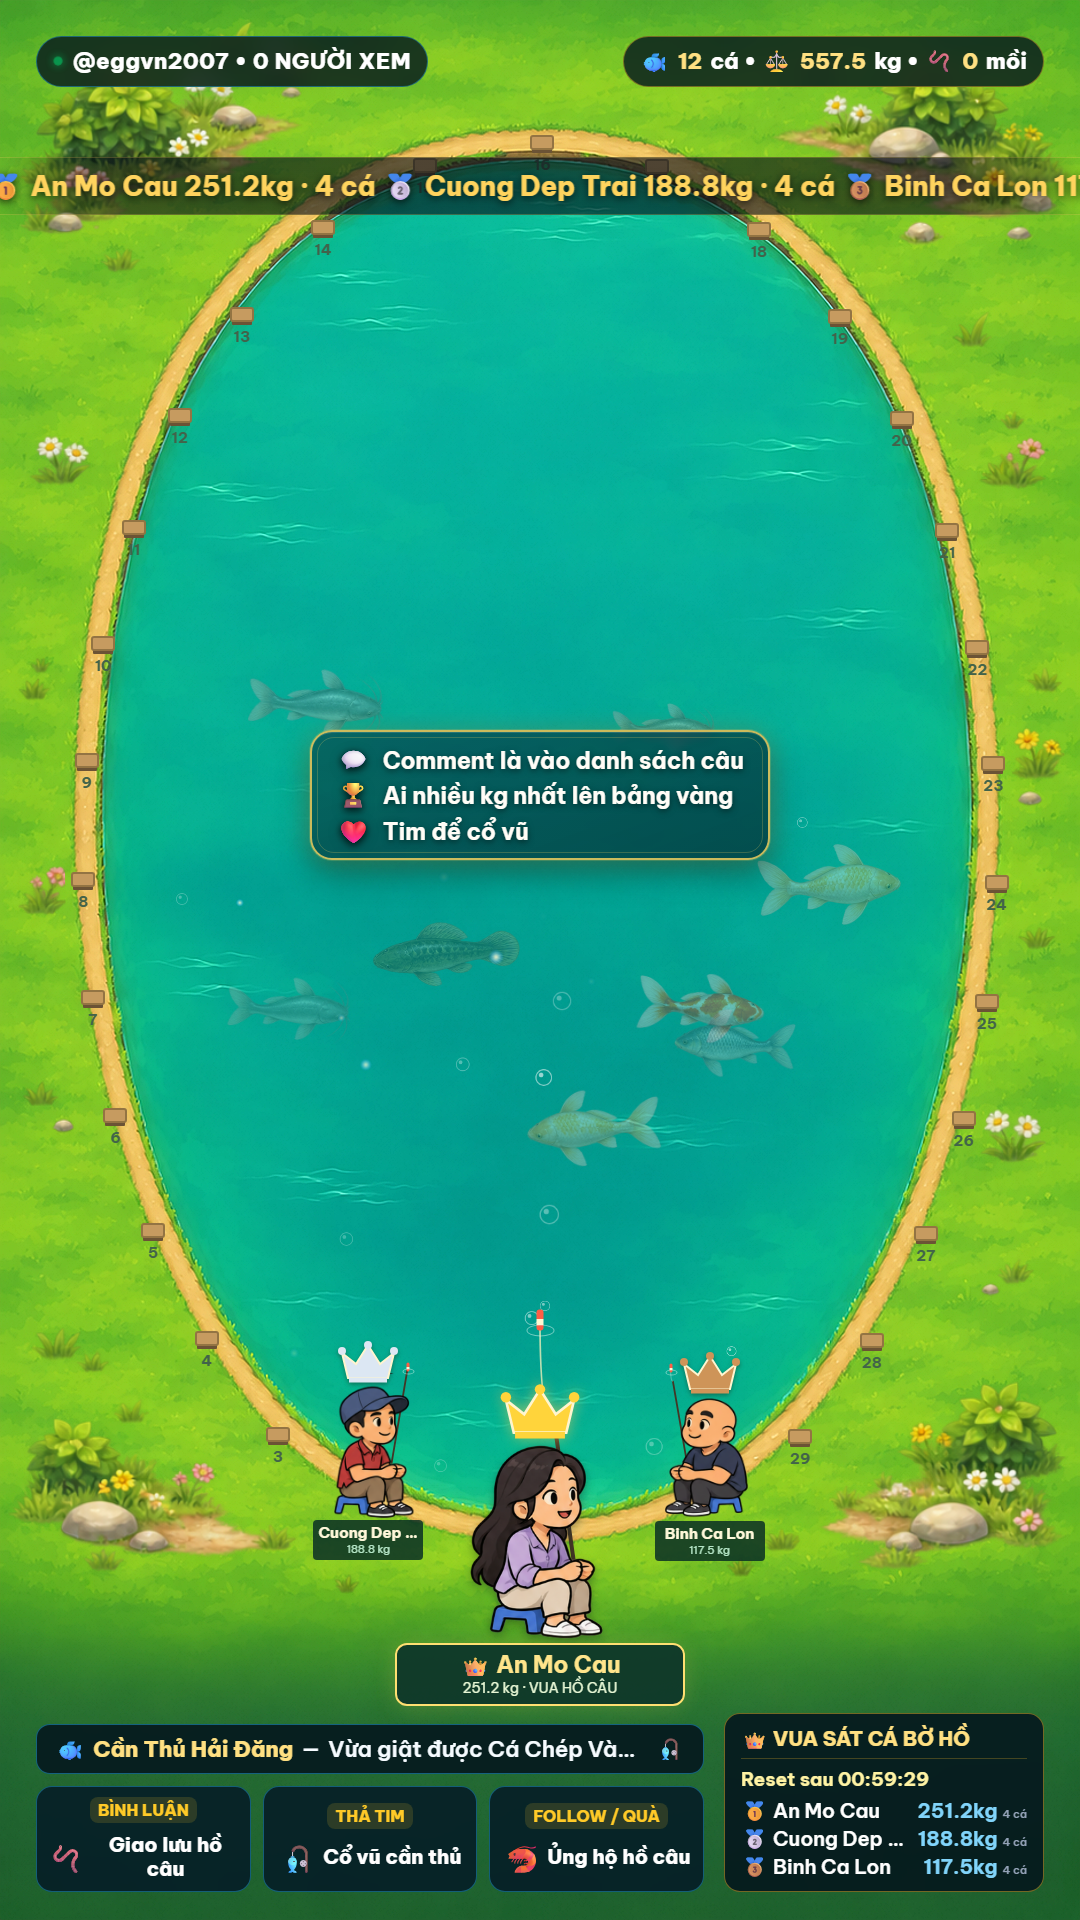 @eggvn2007 • 0 NGƯỜI XEM
12 cá • 557.5 kg • 0 mồi
An Mo Cau 251.2kg · 4 cá Cuong Dep Trai 188.8kg · 4 cá Binh Ca Lon
16
14
18
13
19
12
20
11
21
10
22
9
23
8
24
7
25
6
26
5
27
4
28
3
29
Comment là vào danh sách câu
Ai nhiều kg nhất lên bảng vàng
Tim để cổ vũ
Cuong Dep ...
188.8 kg
Binh Ca Lon
117.5 kg
An Mo Cau
251.2 kg · VUA HỒ CÂU
Cần Thủ Hải Đăng — Vừa giật được Cá Chép Và...
BÌNH LUẬN
Giao lưu hồ
câu
THẢ TIM
Cổ vũ cần thủ
FOLLOW / QUÀ
Ủng hộ hồ câu
VUA SÁT CÁ BỜ HỒ
Reset sau 00:59:29
An Mo Cau 251.2kg 4 cá
Cuong Dep ... 188.8kg 4 cá
Binh Ca Lon 117.5kg 4 cá